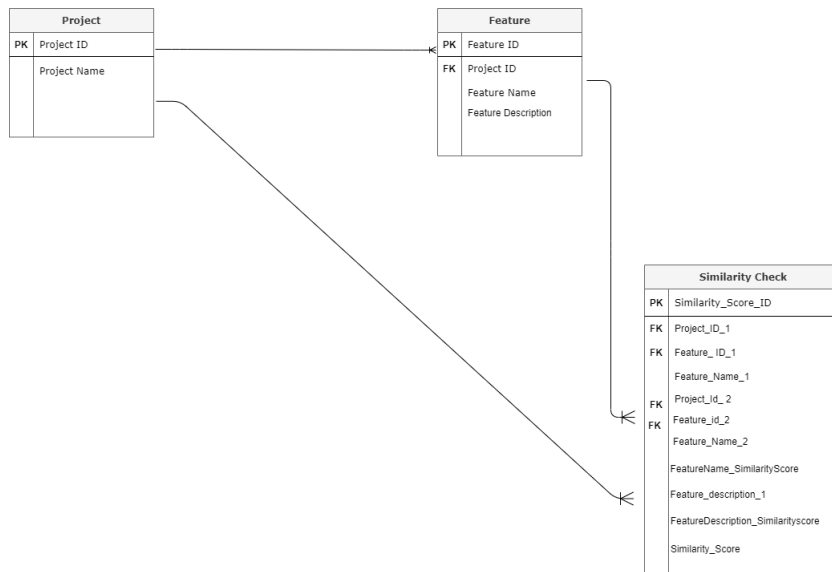 Project
PK Project ID
Project Name
Feature
PK Feature ID
FK Project ID
Feature Name
Feature Description
Similarity Check
PK Similarity_Score_ID
FK Project_ID_1
FK Feature_ ID_1
Feature_Name_1
FK Project_Id_ 2
FK Feature_id_2
Feature_Name_2
FeatureName_SimilarityScore
Feature_description_1
FeatureDescription_Similarityscore
Similarity_Score